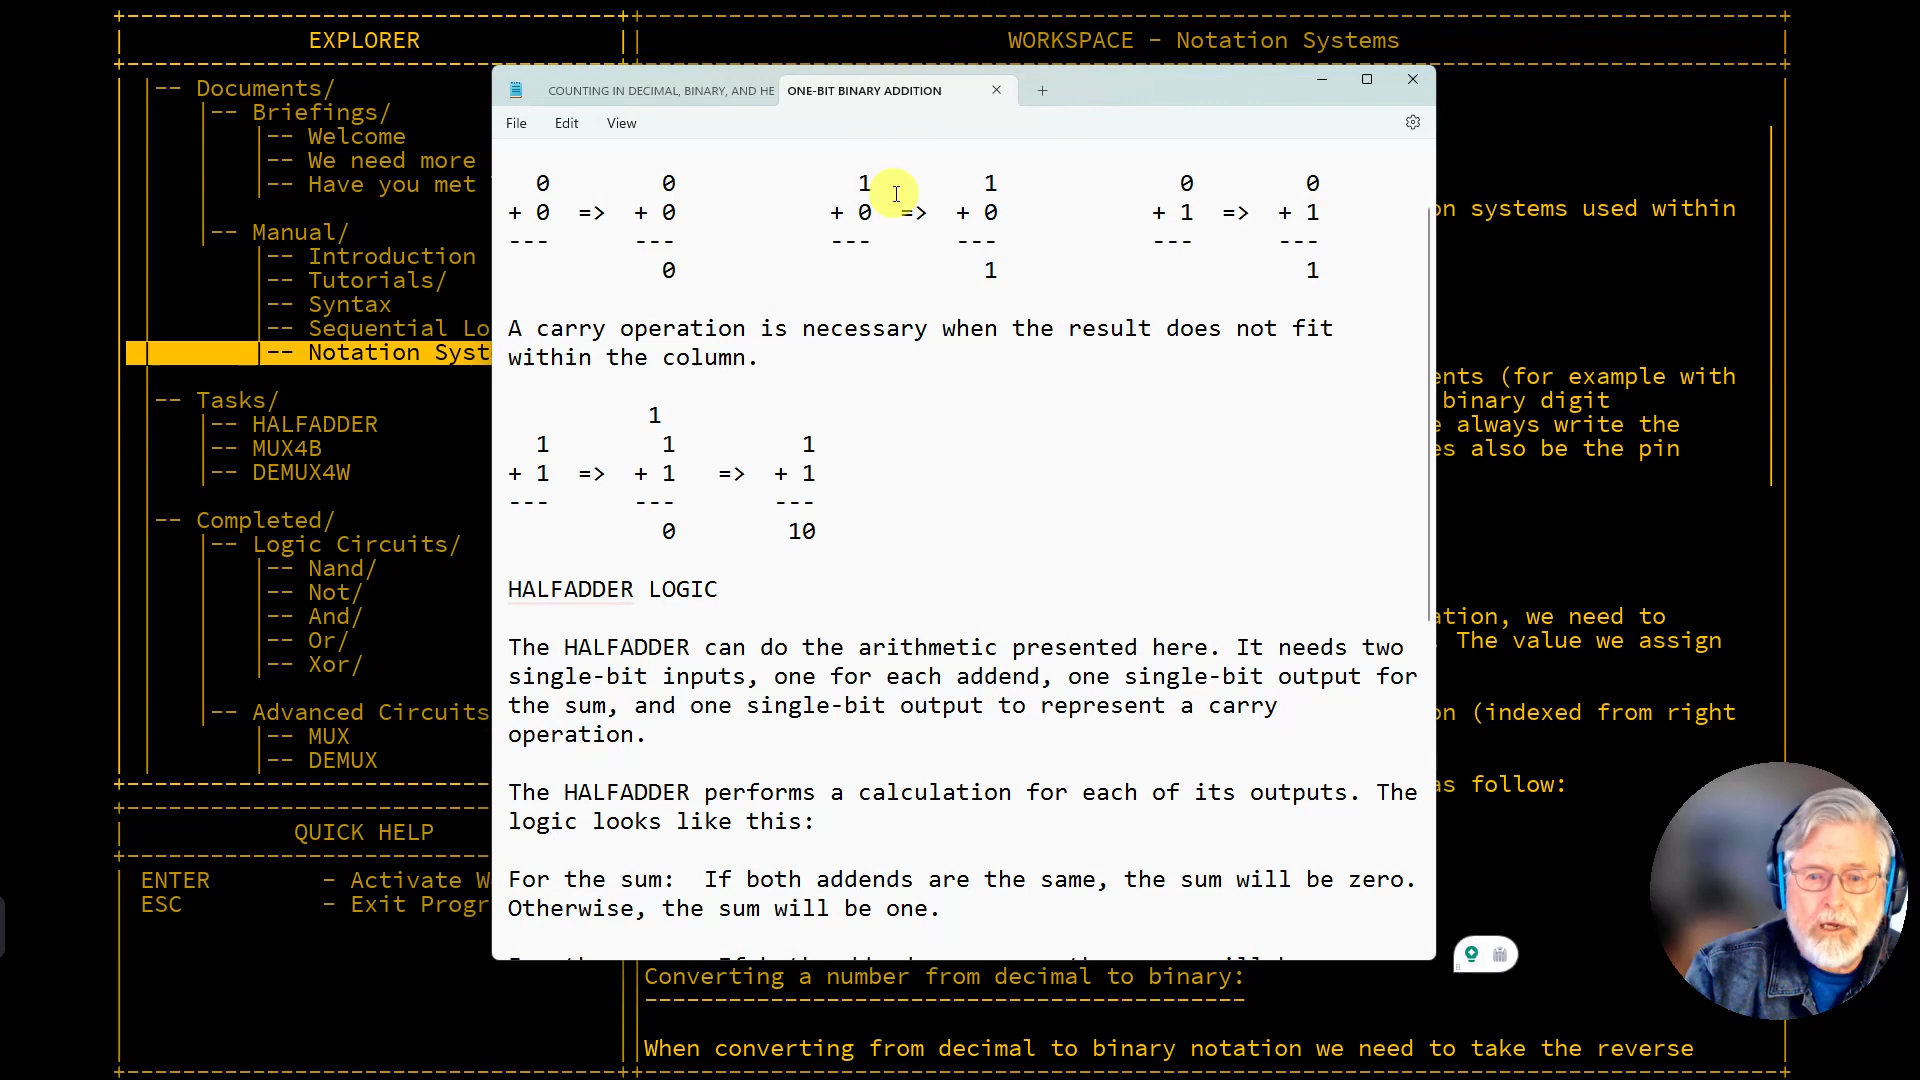 EXPLORER
WORKSPACE - Notation Systems
-- Documents/
-- Briefings/
-- Welcome
-- We need more
-- Have you met
-- Manual/
-- Introduction
-- Tutorials/
-- Syntax
-- Sequential Lo
-- Notation Syst
-- Tasks/
-- HALFADDER
-- MUX4B
-- DEMUX4W
-- Completed/
-- Logic Circuits/
-- Nand/
-- Not/
-- And/
-- Or/
-- Xor/
-- Advanced Circuits
-- MUX
-- DEMUX
QUICK HELP
ENTER - Activate W
ESC - Exit Progr
COUNTING IN DECIMAL, BINARY, AND HE
ONE-BIT BINARY ADDITION
File Edit View
0 0 1 1 0 0
+ 0 => + 0 + 0 => + 0 + 1 => + 1
--- --- --- --- --- ---
0 1 1
A carry operation is necessary when the result does not fit
within the column.
1
1 1 1
+ 1 => + 1 => + 1
--- --- ---
0 10
HALFADDER LOGIC
The HALFADDER can do the arithmetic presented here. It needs two
single-bit inputs, one for each addend, one single-bit output for
the sum, and one single-bit output to represent a carry
operation.
The HALFADDER performs a calculation for each of its outputs. The
logic looks like this:
For the sum: If both addends are the same, the sum will be zero.
Otherwise, the sum will be one.
on systems used within
ents (for example with
binary digit
e always write the
es also be the pin
ation, we need to
The value we assign
on (indexed from right
as follow:
Converting a number from decimal to binary:
-------------------------------------------
When converting from decimal to binary notation we need to take the reverse